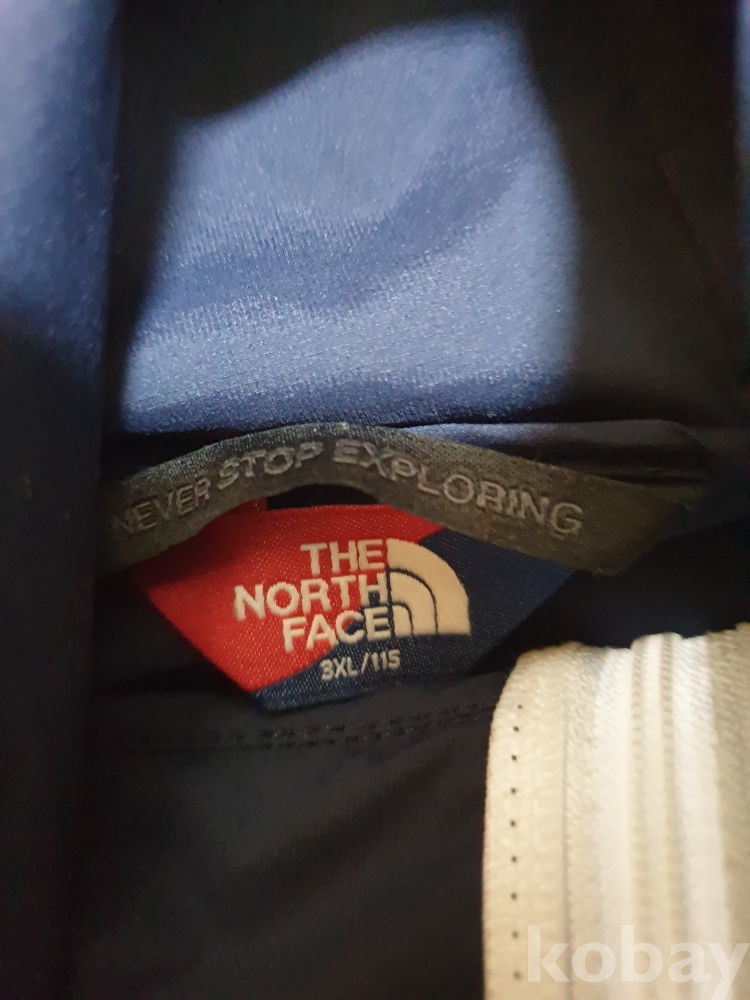 NEVER STOP EXPLORING
THE
NORTH
FACE
3XL/115
kobay